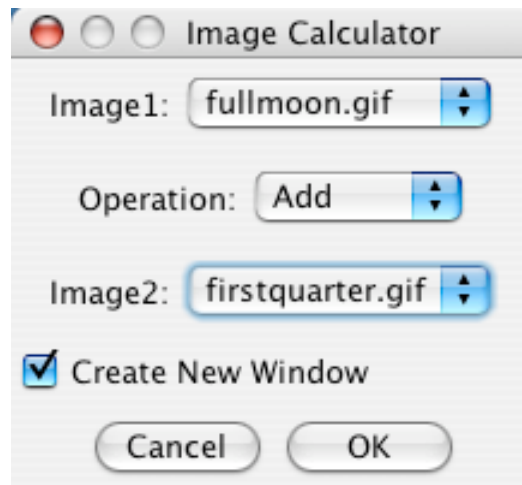 Image Calculator
Image1: fullmoon.gif
Operation: Add
Image2: firstquarter.gif
Create New Window
Cancel OK